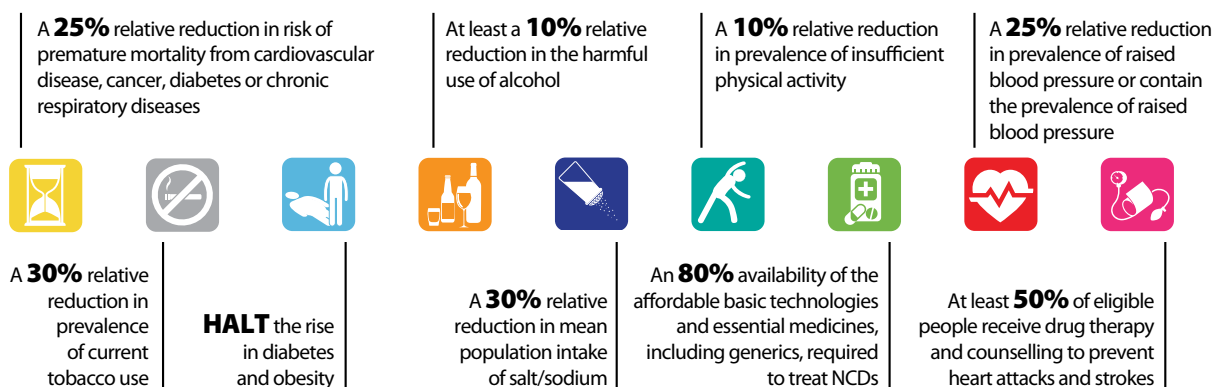 A 25% relative reduction in risk of
premature mortality from cardiovascular
disease, cancer, diabetes or chronic
respiratory diseases
At least a 10% relative
reduction in the harmful
use of alcohol
A 10% relative reduction
in prevalence of insufficient
physical activity
A 25% relative reduction
in prevalence of raised
blood pressure or contain
the prevalence of raised
blood pressure
A 30% relative
reduction in
prevalence
of current
tobacco use
HALT the rise
in diabetes
and obesity
A 30% relative
reduction in mean
population intake
of salt/sodium
An 80% availability of the
affordable basic technologies
and essential medicines,
including generics, required
to treat NCDs
At least 50% of eligible
people receive drug therapy
and counselling to prevent
heart attacks and strokes